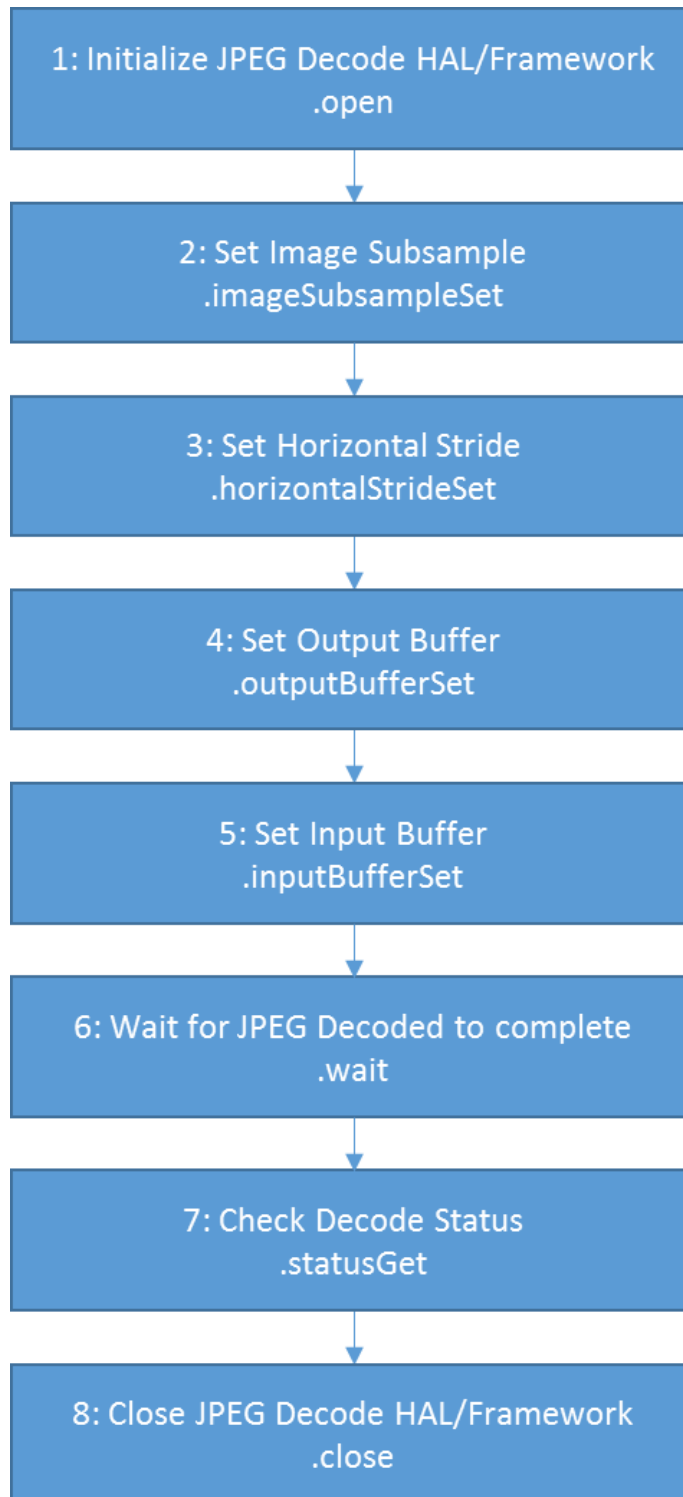 1: Initialize JPEG Decode HAL/Framework
.open
2: Set Image Subsample
.imageSubsampleSet
3: Set Horizontal Stride
.horizontalStrideSet
4: Set Output Buffer
.outputBufferSet
5: Set Input Buffer
.inputBufferSet
6: Wait for JPEG Decoded to complete
.wait
7: Check Decode Status
.statusGet
8: Close JPEG Decode HAL/Framework
.close